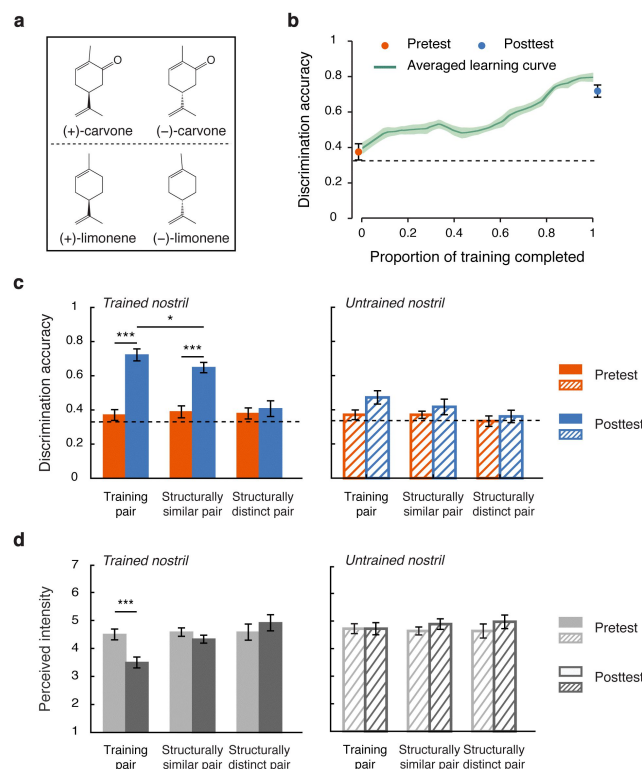 a
O
O
(+)-carvone
(−)-carvone
(+)-limonene
(−)-limonene
b
Discrimination accuracy
1
0.8
0.6
0.4
0.2
0
Pretest
Posttest
Averaged learning curve
0
0.2
0.4
0.6
0.8
1
Proportion of training completed
c
Discrimination accuracy
1
0.8
0.6
0.4
0.2
Trained nostril
***
*
***
Training
pair
Structurally
similar pair
Structurally
distinct pair
Untrained nostril
Training
pair
Structurally
similar pair
Structurally
distinct pair
Pretest
Posttest
d
Perceived intensity
7
6
5
4
3
2
1
Trained nostril
***
Training
pair
Structurally
similar pair
Structurally
distinct pair
Untrained nostril
Training
pair
Structurally
similar pair
Structurally
distinct pair
Pretest
Posttest